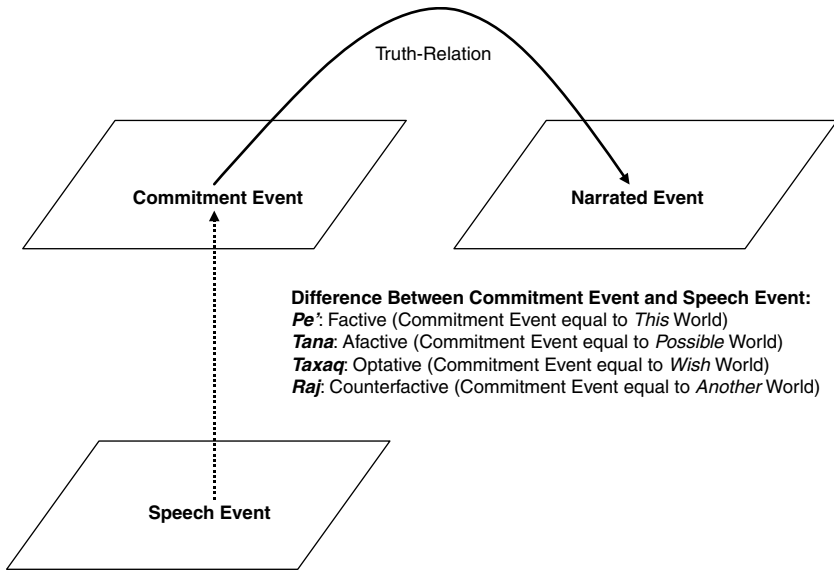 Truth-Relation
Commitment Event
Narrated Event
Difference Between Commitment Event and Speech Event:
Pe’: Factive (Commitment Event equal to This World)
Tana: Afactive (Commitment Event equal to Possible World)
Taxaq: Optative (Commitment Event equal to Wish World)
Raj: Counterfactive (Commitment Event equal to Another World)
Speech Event